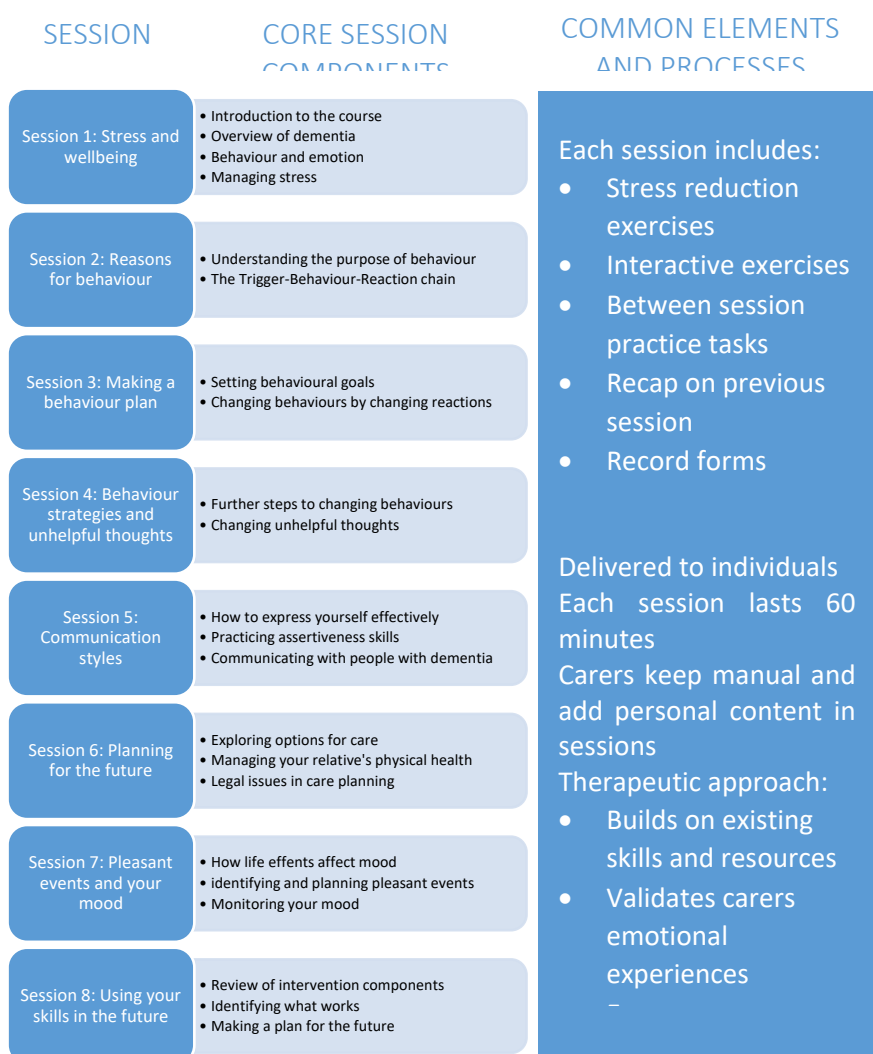 SESSION
CORE SESSION
COMPONENTS
COMMON ELEMENTS
AND PROCESSES
Session 1: Stress and
wellbeing
• Introduction to the course
• Overview of dementia
• Behaviour and emotion
• Managing stress
Session 2: Reasons
for behaviour
• Understanding the purpose of behaviour
• The Trigger-Behaviour-Reaction chain
Session 3: Making a
behaviour plan
• Setting behavioural goals
• Changing behaviours by changing reactions
Session 4: Behaviour
strategies and
unhelpful thoughts
• Further steps to changing behaviours
• Changing unhelpful thoughts
Session 5:
Communication
styles
• How to express yourself effectively
• Practicing assertiveness skills
• Communicating with people with dementia
Session 6: Planning
for the future
• Exploring options for care
• Managing your relative's physical health
• Legal issues in care planning
Session 7: Pleasant
events and your
mood
• How life effents affect mood
• identifying and planning pleasant events
• Monitoring your mood
Session 8: Using your
skills in the future
• Review of intervention components
• Identifying what works
• Making a plan for the future
Each session includes:
• Stress reduction
exercises
• Interactive exercises
• Between session
practice tasks
• Recap on previous
session
• Record forms
Delivered to individuals
Each session lasts 60
minutes
Carers keep manual and
add personal content in
sessions
Therapeutic approach:
• Builds on existing
skills and resources
• Validates carers
emotional
experiences